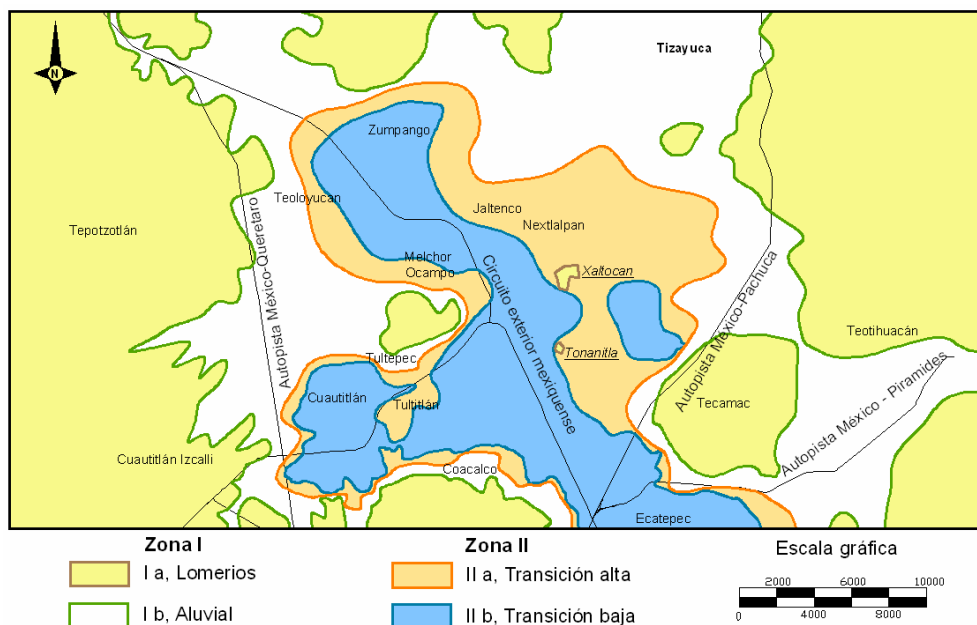 Tizayuca
N
Zumpango
Teoloyucan
Jaltenco
Nextlalpan
Tepotzotlán
Autopista México-Queretaro
Melchor
Ocampo
Circuito exterior mexiquense
Xaltocan
Autopista México-Pachuca
Teotihuacán
Tultepec
Tonanitla
Cuautitlán
Tultitlán
Tecamac
Autopista México - Piramides
Cuautitlán Izcalli
Coacalco
Ecatepec
Zona I
I a, Lomerios
I b, Aluvial
Zona II
II a, Transición alta
II b, Transición baja
Escala gráfica
2000 6000 10000
0 4000 8000